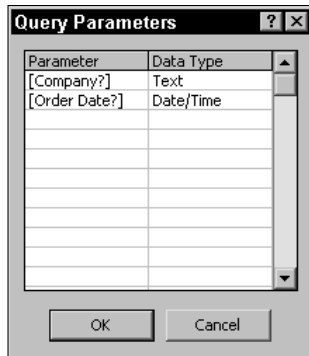 Query Parameters
Parameter Data Type
[Company?] Text
[Order Date?] Date/Time
OK Cancel